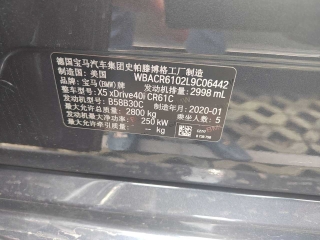 德国宝马汽车集团史帕滕博格工厂制造
制造国：美国 WBACR6102L9C06442
品牌：宝马(BMW)牌 发动机排量：2998 mL
型号：X5 xDrive40i CR61C
发动机型号：B58B30C 制造年月：2020-01
最大允许总质量：2800 kg 乘坐人数：5
发动机最大净功率：250 kW
最大允许牵引质量：— kg